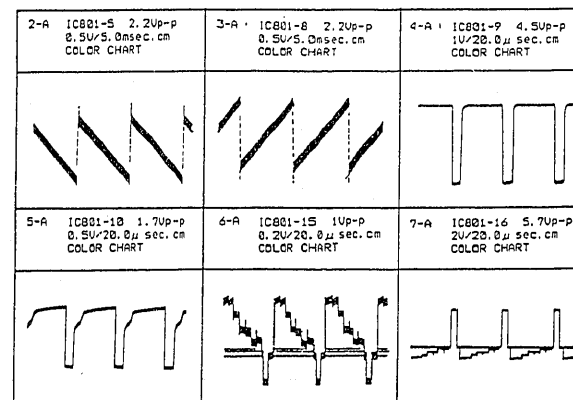 2-A IC801-5 2.2Vp-p
0.5V/5.0msec.cm
COLOR CHART
3-A IC801-8 2.2Vp-p
0.5V/5.0msec.cm
COLOR CHART
4-A IC801-9 4.5Vp-p
1V/20.0μ sec.cm
COLOR CHART
5-A IC801-10 1.7Vp-p
0.5V/20.0μ sec.cm
COLOR CHART
6-A IC801-15 1Vp-p
0.2V/20.0μ sec.cm
COLOR CHART
7-A IC801-16 5.7Vp-p
2V/20.0μ sec.cm
COLOR CHART